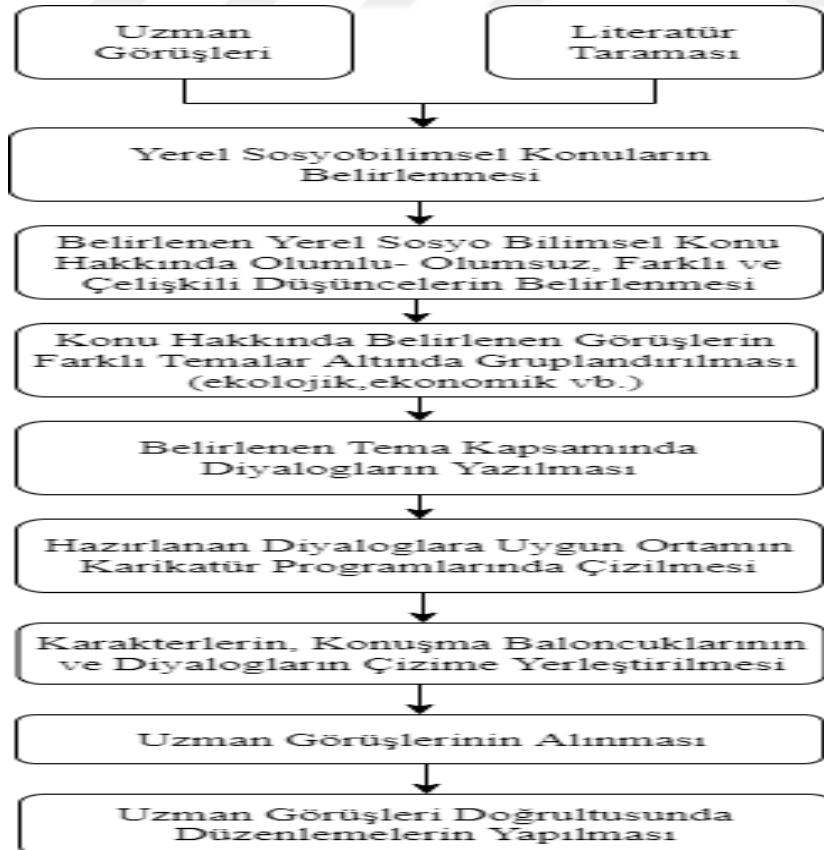 Uzman
Görüşleri
Literatür
Taraması
Yerel Sosyobilimsel Konuların
Belirlenmesi
Belirlenen Yerel Sosyo Bilimsel Konu
Hakkında Olumlu- Olumsuz, Farklı ve
Çelişkili Düşüncelerin Belirlenmesi
Konu Hakkında Belirlenen Görüşlerin
Farklı Temalar Altında Gruplandırılması
(ekolojik,ekonomik vb.)
Belirlenen Tema Kapsamında
Diyalogların Yazılması
Hazırlanan Diyaloglara Uygun Ortamın
Karikatür Programlarında Çizilmesi
Karakterlerin, Konuşma Baloncuklarının
ve Diyalogların Çizime Yerleştirilmesi
Uzman Görüşlerinin Alınması
Uzman Görüşleri Doğrultusunda
Düzenlemelerin Yapılması